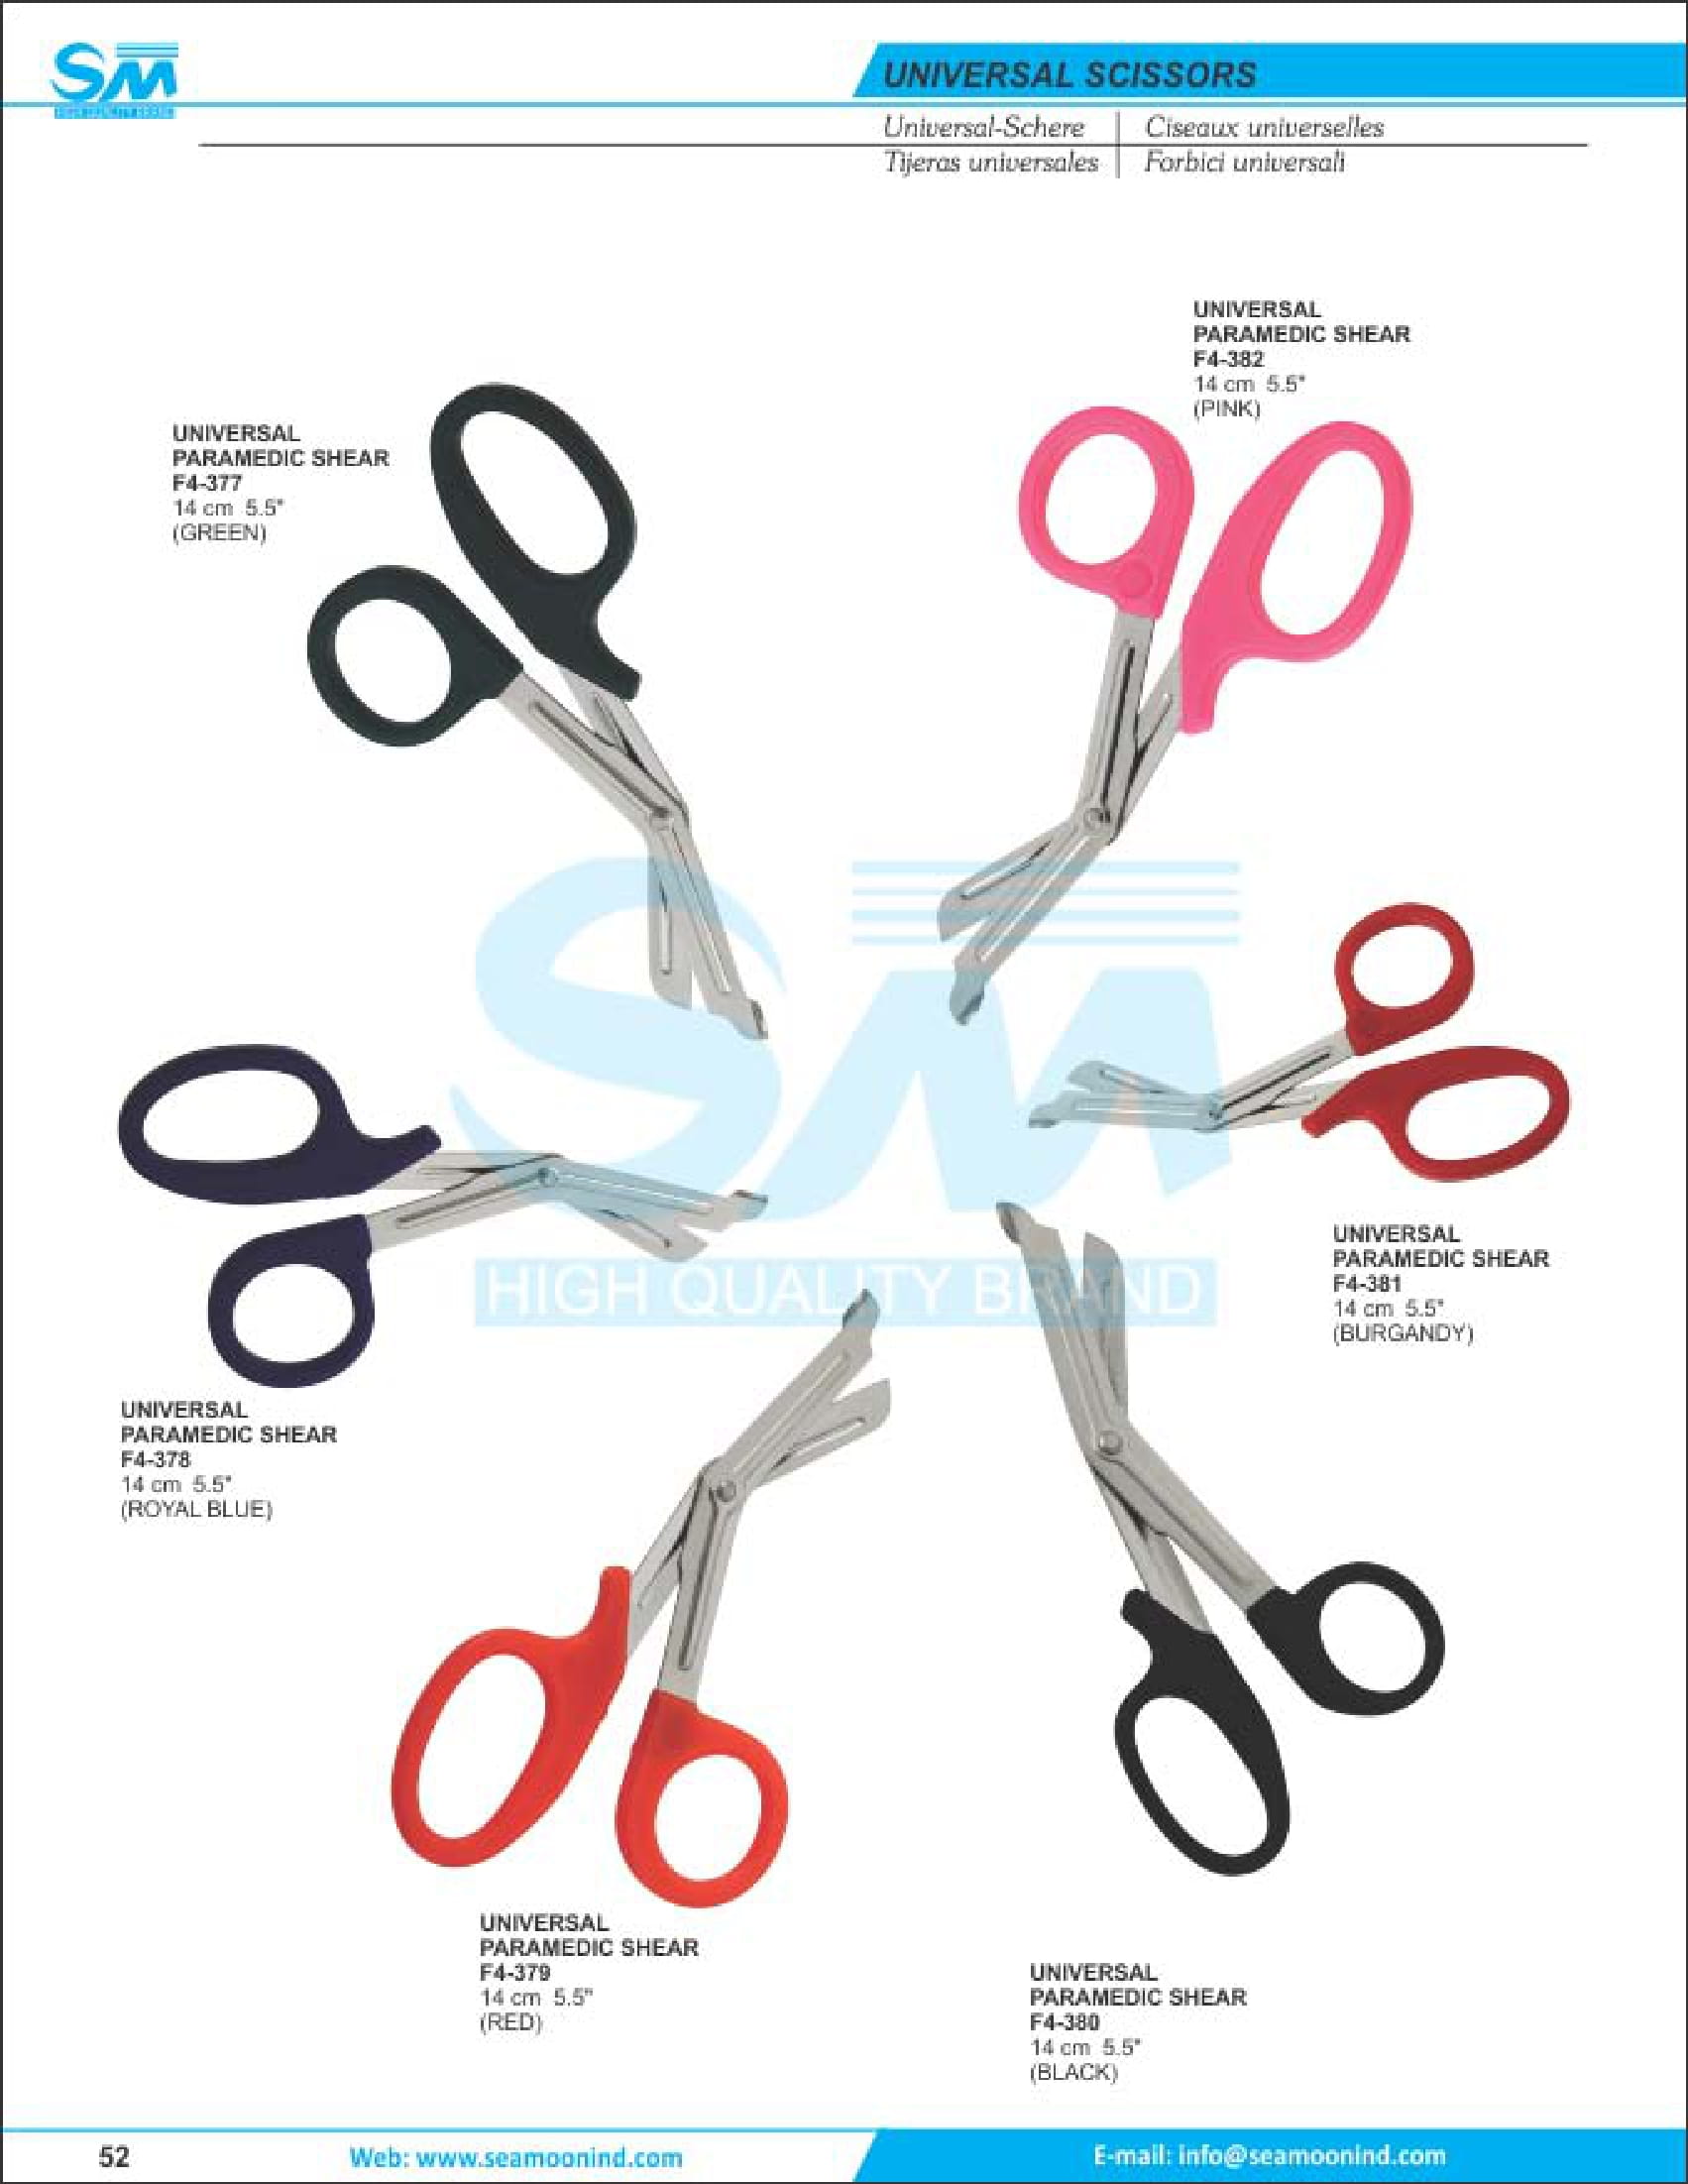 SM
UNIVERSAL SCISSORS
Universal-Schere
Ciseaux universelles
Tijeras universales
Forbici universali
UNIVERSAL
PARAMEDIC SHEAR
F4-382
14 cm 5.5"
(PINK)
UNIVERSAL
PARAMEDIC SHEAR
F4-377
14 cm 5.5"
(GREEN)
SM
HIGH QUALITY BRAND
UNIVERSAL
PARAMEDIC SHEAR
F4-381
14 cm 5.5"
(BURGANDY)
UNIVERSAL
PARAMEDIC SHEAR
F4-378
14 cm 5.5"
(ROYAL BLUE)
UNIVERSAL
PARAMEDIC SHEAR
F4-379
14 cm 5.5"
(RED)
UNIVERSAL
PARAMEDIC SHEAR
F4-380
14 cm 5.5"
(BLACK)
52
Web: www.seamoonind.com
E-mail: info@seamoonind.com